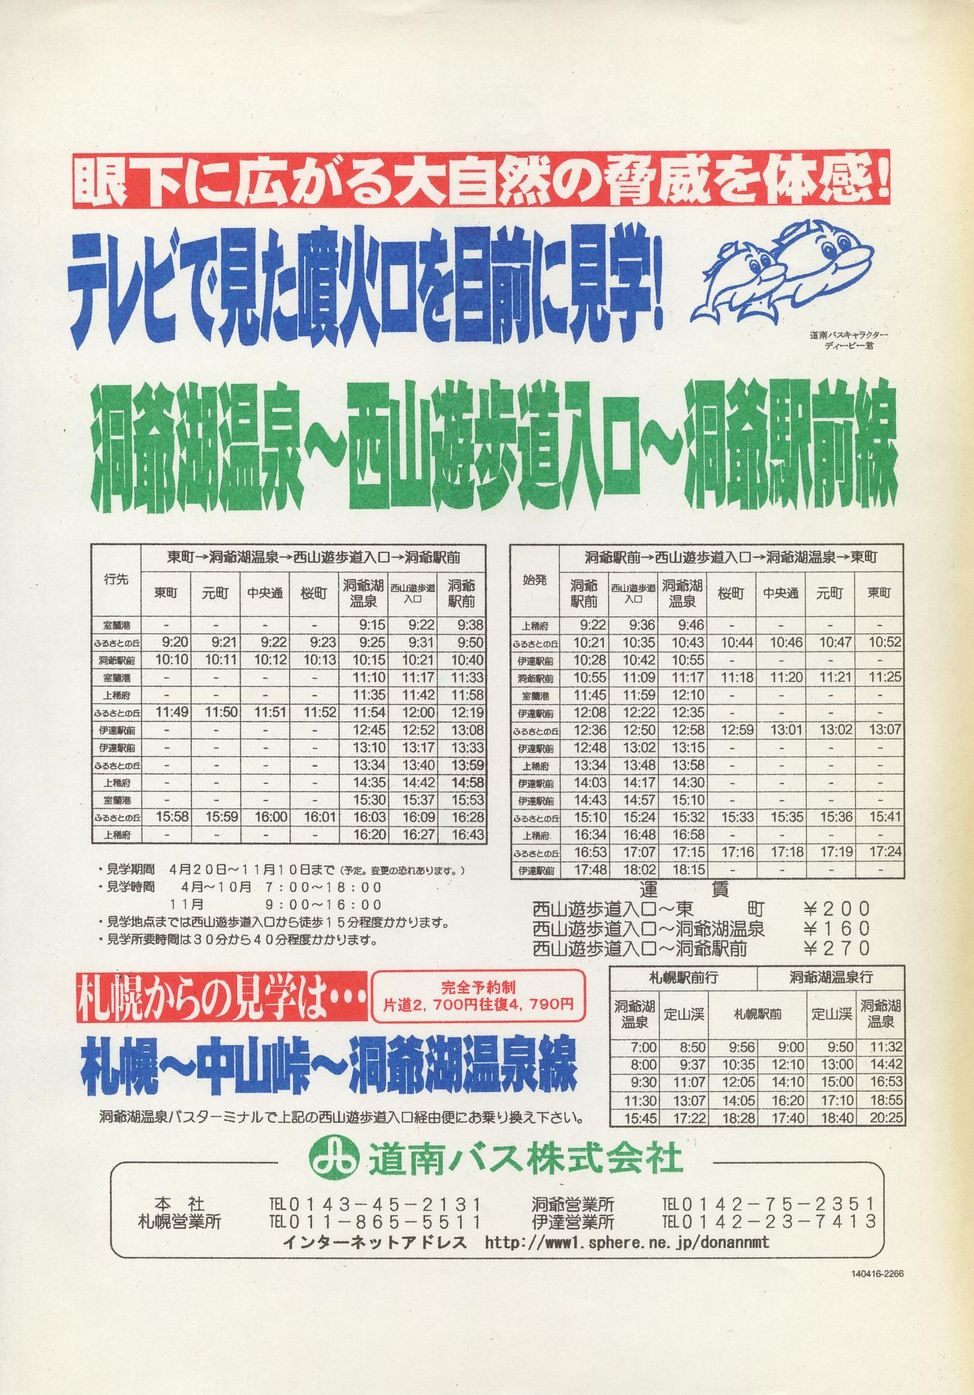 眼下に広がる大自然の脅威を体感!
テレビで見た噴火口を目前に見学!
道南バスキャラクター
ディービー君
洞爺湖温泉～西山遊歩道入口～洞爺駅前線
行先 東町→洞爺湖温泉→西山遊歩道入口→洞爺駅前
東町 元町 中央通 桜町 洞爺湖温泉 西山遊歩道入口 洞爺駅前
室蘭港 - - - - 9:15 9:22 9:38
ふるさとの丘 9:20 9:21 9:22 9:23 9:25 9:31 9:50
洞爺駅前 10:10 10:11 10:12 10:13 10:15 10:21 10:40
室蘭港 - - - - 11:10 11:17 11:33
上稀府 - - - - 11:35 11:42 11:58
ふるさとの丘 11:49 11:50 11:51 11:52 11:54 12:00 12:19
伊達駅前 - - - - 12:45 12:52 13:08
伊達駅前 - - - - 13:10 13:17 13:33
ふるさとの丘 - - - - 13:34 13:40 13:59
上稀府 - - - - 14:35 14:42 14:58
室蘭港 - - - - 15:30 15:37 15:53
ふるさとの丘 15:58 15:59 16:00 16:01 16:03 16:09 16:28
上稀府 - - - - 16:20 16:27 16:43
始発 洞爺駅前→西山遊歩道入口→洞爺湖温泉→東町
洞爺駅前 西山遊歩道入口 洞爺湖温泉 桜町 中央通 元町 東町
上稀府 9:22 9:36 9:46 - - - -
ふるさとの丘 10:21 10:35 10:43 10:44 10:46 10:47 10:52
伊達駅前 10:28 10:42 10:55 - - - -
洞爺駅前 10:55 11:09 11:17 11:18 11:20 11:21 11:25
室蘭港 11:45 11:59 12:10 - - - -
伊達駅前 12:08 12:22 12:35 - - - -
ふるさとの丘 12:36 12:50 12:58 12:59 13:01 13:02 13:07
伊達駅前 12:48 13:02 13:15 - - - -
上稀府 13:34 13:48 13:58 - - - -
伊達駅前 14:03 14:17 14:30 - - - -
伊達駅前 14:43 14:57 15:10 - - - -
ふるさとの丘 15:10 15:24 15:32 15:33 15:35 15:36 15:41
上稀府 16:34 16:48 16:58 - - - -
ふるさとの丘 16:53 17:07 17:15 17:16 17:18 17:19 17:24
伊達駅前 17:48 18:02 18:15 - - - -
・見学期間 4月20日～11月10日まで(予定。変更の恐れあります。)
・見学時間 4月～10月 7:00～18:00
11月 9:00～16:00
・見学地点までは西山遊歩道入口から徒歩15分程度かかります。
・見学所要時間は30分から40分程度かかります。
運 賃
西山遊歩道入口～東 町 ¥200
西山遊歩道入口～洞爺湖温泉 ¥160
西山遊歩道入口～洞爺駅前 ¥270
札幌からの見学は…
完全予約制
片道2,700円往復4,790円
札幌～中山峠～洞爺湖温泉線
洞爺湖温泉バスターミナルで上記の西山遊歩道入口経由便にお乗り換え下さい。
札幌駅前行 洞爺湖温泉行
洞爺湖温泉 定山渓 札幌駅前 定山渓 洞爺湖温泉
7:00 8:50 9:56 9:00 9:50 11:32
8:00 9:37 10:35 12:10 13:00 14:42
9:30 11:07 12:05 14:10 15:00 16:53
11:30 13:07 14:05 16:20 17:10 18:55
15:45 17:22 18:28 17:40 18:40 20:25
道南バス株式会社
本 社 TEL0143-45-2131 洞爺営業所 TEL0142-75-2351
札幌営業所 TEL011-865-5511 伊達営業所 TEL0142-23-7413
インターネットアドレス http://www1.sphere.ne.jp/donannmt
140416-2266